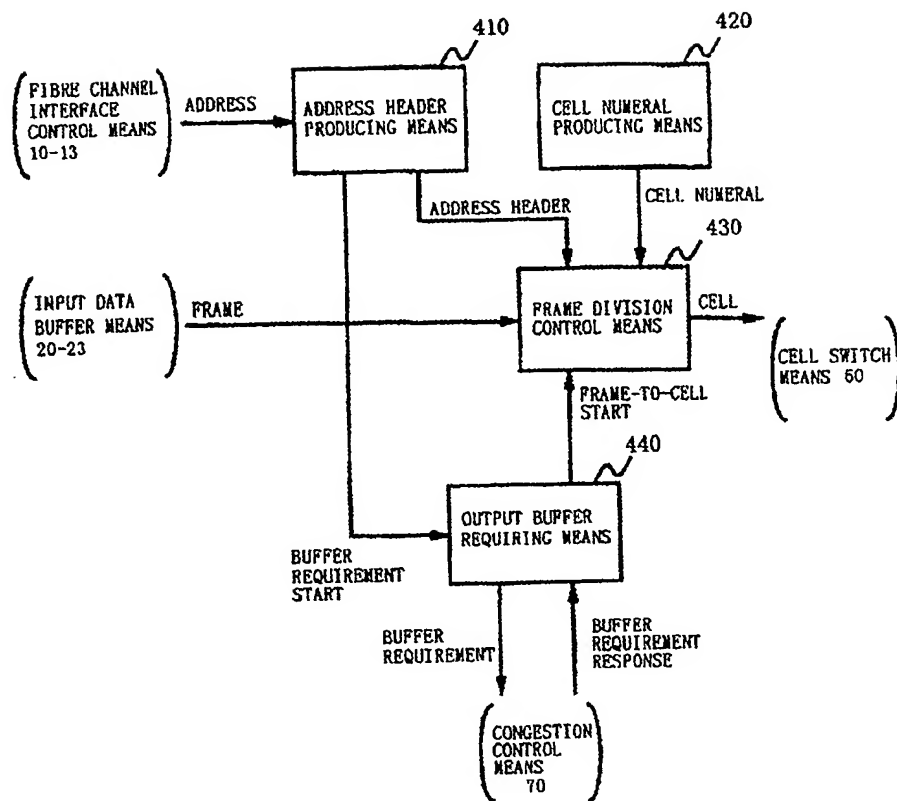 410
420
FIBRE CHANNEL
INTERFACE
CONTROL MEANS
10-13
ADDRESS
ADDRESS HEADER
PRODUCING MEANS
CELL NUMERAL
PRODUCING MEANS
ADDRESS HEADER
CELL NUMERAL
430
INPUT DATA
BUFFER MEANS
20-23
FRAME
FRAME DIVISION
CONTROL MEANS
CELL
CELL SWITCH
MEANS 60
FRAME-TO-CELL
START
440
OUTPUT BUFFER
REQUIRING MEANS
BUFFER
REQUIREMENT
START
BUFFER
REQUIREMENT
BUFFER
REQUIREMENT
RESPONSE
CONGESTION
CONTROL
MEANS
70